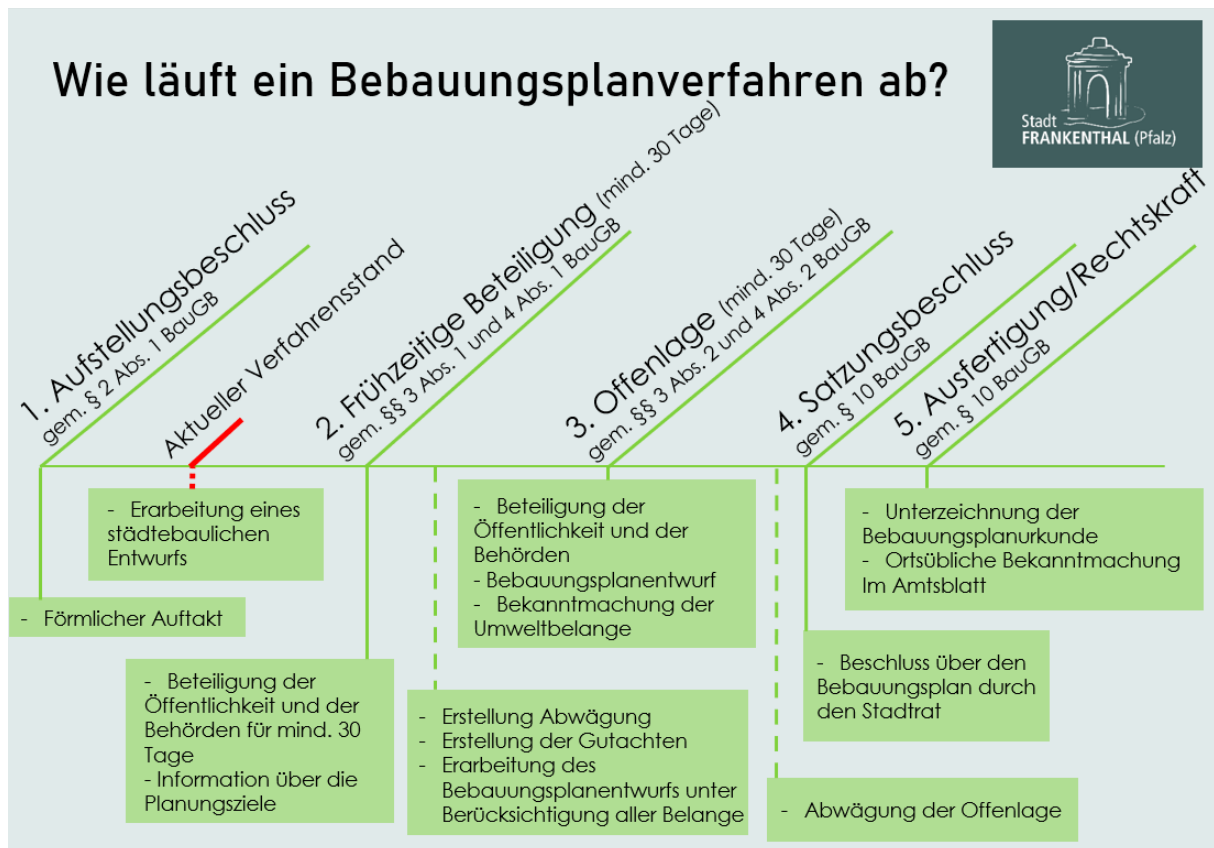 Wie läuft ein Bebauungsplanverfahren ab?
Stadt
FRANKENTHAL (Pfalz)
1. Aufstellungsbeschluss
gem. § 2 Abs. 1 BauGB
Aktueller Verfahrensstand
2. Frühzeitige Beteiligung (mind. 30 Tage)
gem. §§ 3 Abs. 1 und 4 Abs. 1 BauGB
3. Offenlage (mind. 30 Tage)
gem. §§ 3 Abs. 2 und 4 Abs. 2 BauGB
4. Satzungsbeschluss
gem. § 10 BauGB
5. Ausfertigung/Rechtskraft
gem. § 10 BauGB
- Förmlicher Auftakt
- Erarbeitung eines
städtebaulichen
Entwurfs
- Beteiligung der
Öffentlichkeit und der
Behörden für mind. 30
Tage
- Information über die
Planungsziele
- Erstellung Abwägung
- Erstellung der Gutachten
- Erarbeitung des
Bebauungsplanentwurfs unter
Berücksichtigung aller Belange
- Beteiligung der
Öffentlichkeit und der
Behörden
- Bebauungsplanentwurf
- Bekanntmachung der
Umweltbelange
- Abwägung der Offenlage
- Beschluss über den
Bebauungsplan durch
den Stadtrat
- Unterzeichnung der
Bebauungsplanurkunde
- Ortsübliche Bekanntmachung
Im Amtsblatt